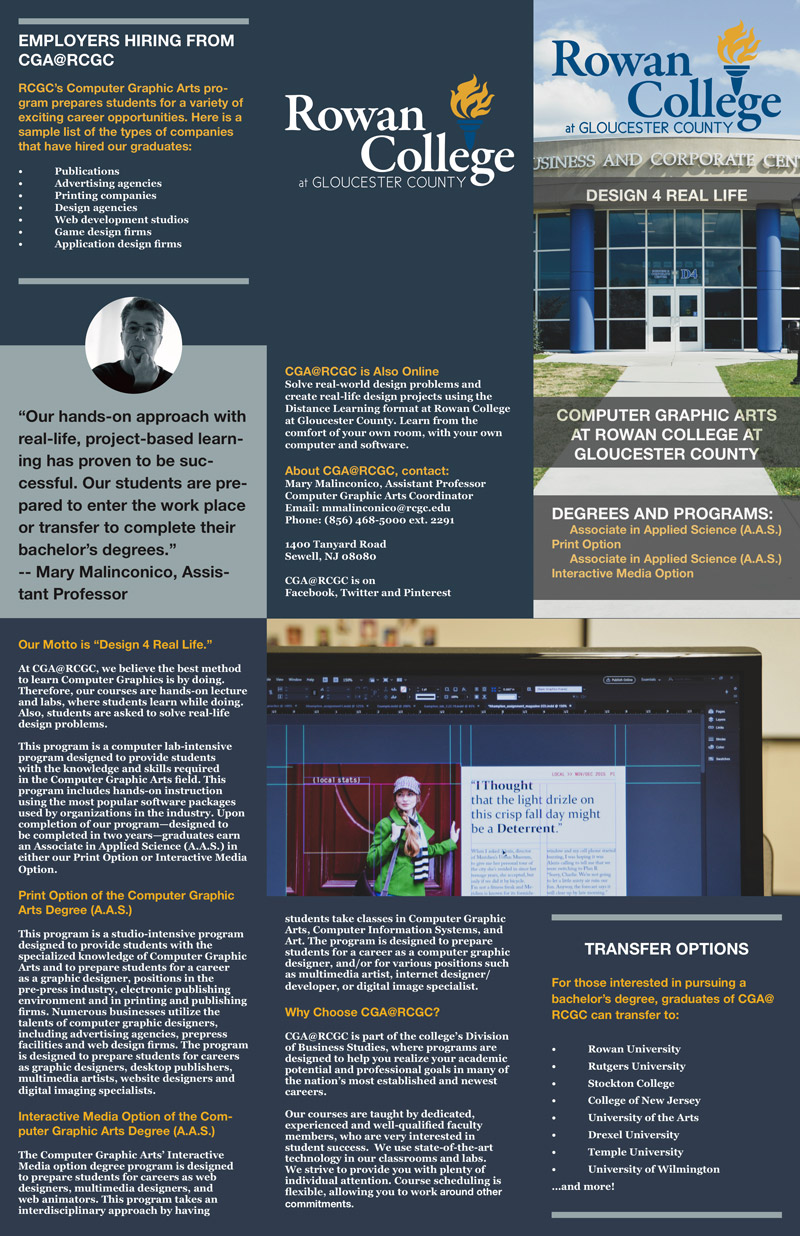 EMPLOYERS HIRING FROM
CGA@RCGC
RCGC's Computer Graphic Arts pro-
gram prepares students for a variety of
exciting career opportunities. Here is a
sample list of the types of companies
that have hired our graduates:
• Publications
• Advertising agencies
• Printing companies
• Design agencies
• Web development studios
• Game design firms
• Application design firms
“Our hands-on approach with
real-life, project-based learn-
ing has proven to be suc-
cessful. Our students are pre-
pared to enter the work place
or transfer to complete their
bachelor's degrees.”
-- Mary Malinconico, Assis-
tant Professor
Rowan
College
at GLOUCESTER COUNTY
CGA@RCGC is Also Online
Solve real-world design problems and
create real-life design projects using the
Distance Learning format at Rowan College
at Gloucester County. Learn from the
comfort of your own room, with your own
computer and software.
About CGA@RCGC, contact:
Mary Malinconico, Assistant Professor
Computer Graphic Arts Coordinator
Email: mmalinconico@rcgc.edu
Phone: (856) 468-5000 ext. 2291
1400 Tanyard Road
Sewell, NJ 08080
CGA@RCGC is on
Facebook, Twitter and Pinterest
Rowan
College
at GLOUCESTER COUNTY
USINESS AND CORPORATE CEN
DESIGN 4 REAL LIFE
D4
COMPUTER GRAPHIC ARTS
AT ROWAN COLLEGE AT
GLOUCESTER COUNTY
DEGREES AND PROGRAMS:
Associate in Applied Science (A.A.S.)
Print Option
Associate in Applied Science (A.A.S.)
Interactive Media Option
Our Motto is “Design 4 Real Life.”
At CGA@RCGC, we believe the best method
to learn Computer Graphics is by doing.
Therefore, our courses are hands-on lecture
and labs, where students learn while doing.
Also, students are asked to solve real-life
design problems.
This program is a computer lab-intensive
program designed to provide students
with the knowledge and skills required
in the Computer Graphic Arts field. This
program includes hands-on instruction
using the most popular software packages
used by organizations in the industry. Upon
completion of our program—designed to
be completed in two years—graduates earn
an Associate in Applied Science (A.A.S.) in
either our Print Option or Interactive Media
Option.
Print Option of the Computer Graphic
Arts Degree (A.A.S.)
This program is a studio-intensive program
designed to provide students with the
specialized knowledge of Computer Graphic
Arts and to prepare students for a career
as a graphic designer, positions in the
pre-press industry, electronic publishing
environment and in printing and publishing
firms. Numerous businesses utilize the
talents of computer graphic designers,
including advertising agencies, prepress
facilities and web design firms. The program
is designed to prepare students for careers
as graphic designers, desktop publishers,
multimedia artists, website designers and
digital imaging specialists.
Interactive Media Option of the Com-
puter Graphic Arts Degree (A.A.S.)
The Computer Graphic Arts' Interactive
Media option degree program is designed
to prepare students for careers as web
designers, multimedia designers, and
web animators. This program takes an
interdisciplinary approach by having
Publish Online
Essentials
Pages
Layers
Links
Stroke
Color
Swatches
(local stats)
LOCAL >> NOV/DEC 2015 P1
“I Thought
that the light drizle on
this crisp fall day might
be a Deterrent.”
students take classes in Computer Graphic
Arts, Computer Information Systems, and
Art. The program is designed to prepare
students for a career as a computer graphic
designer, and/or for various positions such
as multimedia artist, internet designer/
developer, or digital image specialist.
Why Choose CGA@RCGC?
CGA@RCGC is part of the college's Division
of Business Studies, where programs are
designed to help you realize your academic
potential and professional goals in many of
the nation's most established and newest
careers.
Our courses are taught by dedicated,
experienced and well-qualified faculty
members, who are very interested in
student success. We use state-of-the-art
technology in our classrooms and labs.
We strive to provide you with plenty of
individual attention. Course scheduling is
flexible, allowing you to work around other
commitments.
TRANSFER OPTIONS
For those interested in pursuing a
bachelor's degree, graduates of CGA@
RCGC can transfer to:
• Rowan University
• Rutgers University
• Stockton College
• College of New Jersey
• University of the Arts
• Drexel University
• Temple University
• University of Wilmington
...and more!